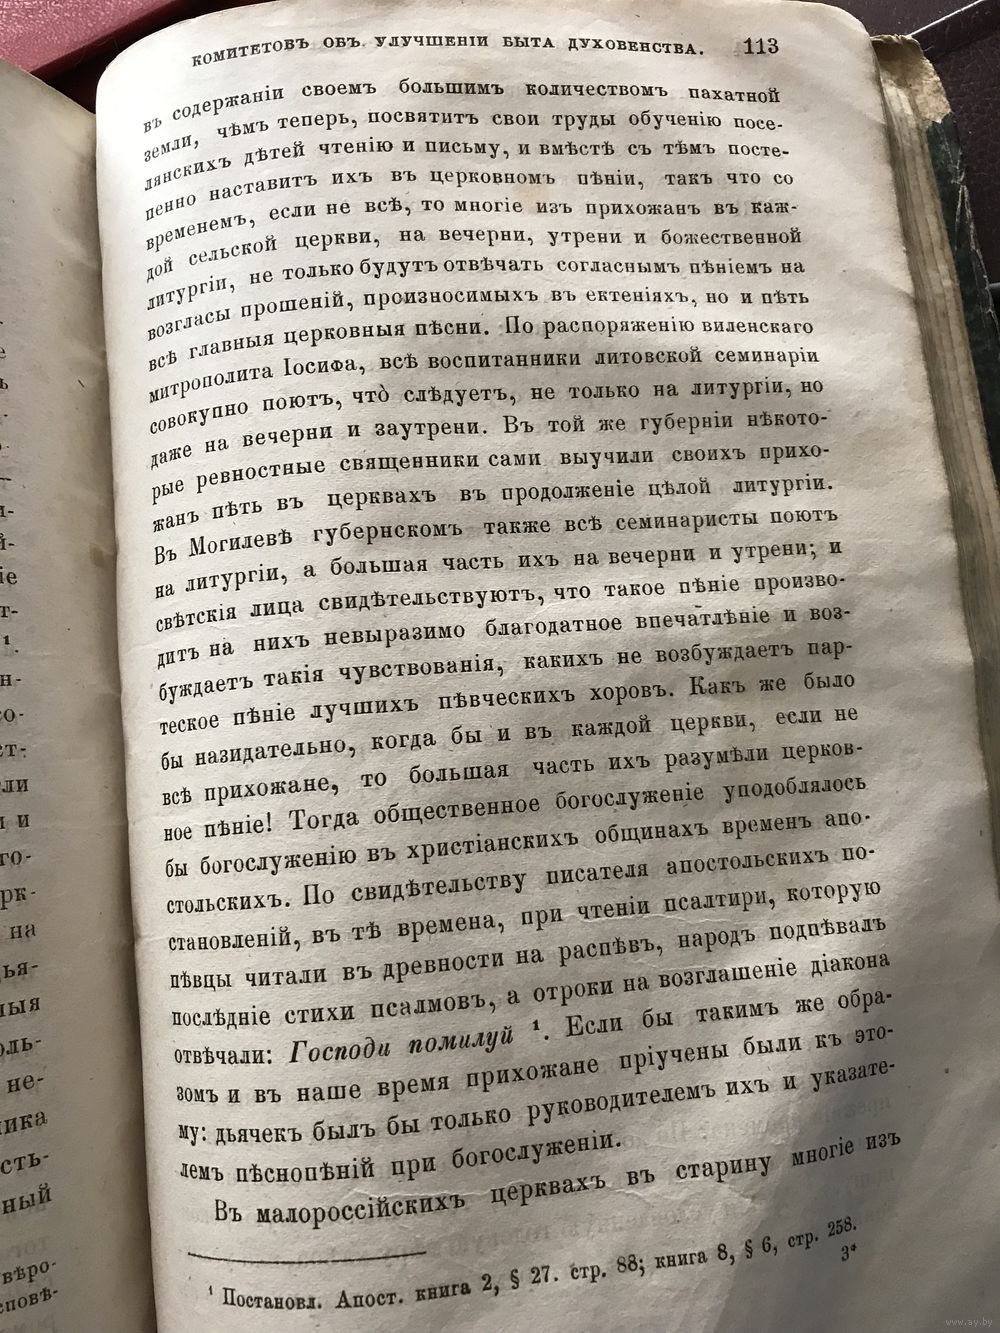 КОМИТЕТОВЪ ОБЪ УЛУЧШЕНІИ БЫТА ДУХОВЕНСТВА. 113
въ содержаніи своемъ большимъ количествомъ пахатной
земли, чѣмъ теперь, посвятитъ свои труды обученію посе-
лянскихъ дѣтей чтенію и письму, и вмѣстѣ съ тѣмъ посте-
пенно наставитъ ихъ въ церковномъ пѣніи, такъ что со
временемъ, если не всѣ, то многіе изъ прихожанъ въ каж-
дой сельской церкви, на вечерни, утрени и божественной
литургіи, не только будутъ отвѣчать согласнымъ пѣніемъ на
возгласы прошеній, произносимыхъ въ ектеніяхъ, но и пѣть
всѣ главныя церковныя пѣсни. По распоряженію виленскаго
митрополита Іосифа, всѣ воспитанники литовской семинаріи
совокупно поютъ, что̀ слѣдуетъ, не только на литургіи, но
даже на вечерни и заутрени. Въ той же губерніи нѣкото-
рые ревностные священники сами выучили своихъ прихо-
жанъ пѣть въ церквахъ въ продолженіе цѣлой литургіи.
Въ Могилевѣ губернскомъ также всѣ семинаристы поютъ
на литургіи, а большая часть ихъ на вечерни и утрени; и
свѣтскія лица свидѣтельствуютъ, что такое пѣніе произво-
дитъ на нихъ невыразимо благодатное впечатлѣніе и воз-
буждаетъ такія чувствованія, какихъ не возбуждаетъ пар-
теское пѣніе лучшихъ пѣвческихъ хоровъ. Какъ же было
бы назидательно, когда бы и въ каждой церкви, если не
всѣ прихожане, то большая часть ихъ разумѣли церков-
ное пѣніе! Тогда общественное богослуженіе уподоблялось
бы богослуженію въ христіанскихъ общинахъ временъ апо-
стольскихъ. По свидѣтельству писателя апостольскихъ по-
становленій, въ тѣ времена, при чтеніи псалтири, которую
пѣвцы читали въ древности на распѣвъ, народъ подпѣвалъ
послѣдніе стихи псалмовъ, а отроки на возглашеніе діакона
отвѣчали: Господи помилуй ¹. Если бы такимъ же обра-
зомъ и въ наше время прихожане пріучены были къ это-
му: дьячекъ былъ бы только руководителемъ ихъ и указате-
лемъ пѣснопѣній при богослуженіи.
Въ малороссійскихъ церквахъ въ старину многіе изъ
¹ Постановл. Апост. книга 2, § 27. стр. 88; книга 8, § 6, стр. 258.
3*
www.ay.by